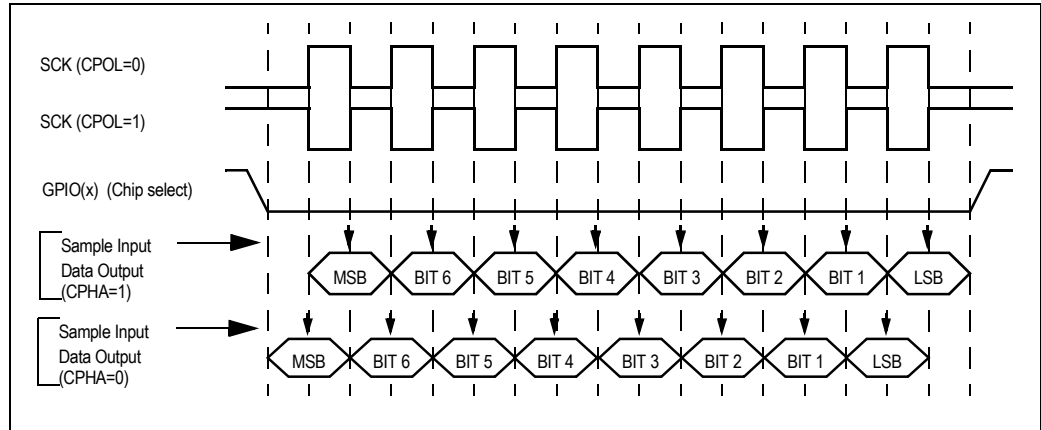 SCK (CPOL=0)
SCK (CPOL=1)
GPIO(x) (Chip select)
Sample Input
Data Output
(CPHA=1)
MSB BIT 6 BIT 5 BIT 4 BIT 3 BIT 2 BIT 1 LSB
Sample Input
Data Output
(CPHA=0)
MSB BIT 6 BIT 5 BIT 4 BIT 3 BIT 2 BIT 1 LSB